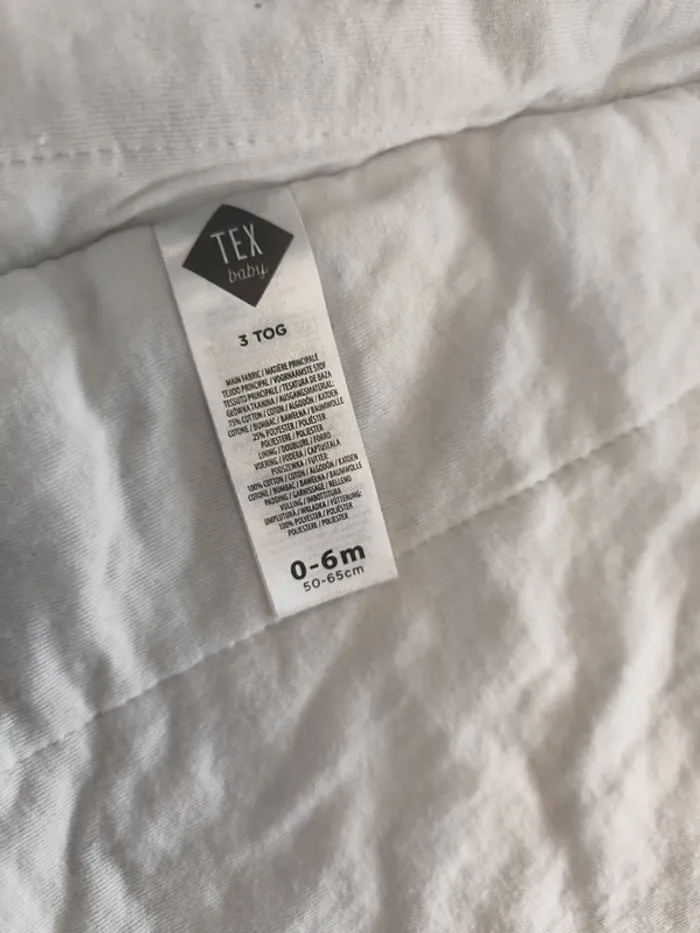 TEX
baby
3 TOG
MAIN FABRIC / MATIÈRE PRINCIPALE
TEJIDO PRINCIPAL / VOORNAAMSTE STOF
TESSUTO PRINCIPALE / TESATURA DE BAZA
GŁÓWNA TKANINA / AUSGANGSMATERIAL:
75% COTTON / COTON / ALGODÓN / KATOEN
COTONE / BUMBAC / BAWEŁNA / BAUMWOLLE
25% POLYESTER / POLIÉSTER
POLIESTERE / POLIESTER
LINING / DOUBLURE / FORRO
VOERING / FODERA / CAPTUSEALA
PODSZEWKA / FUTTER:
100% COTTON / COTON / ALGODÓN / KATOEN
COTONE / BUMBAC / BAWEŁNA / BAUMWOLLE
PADDING / GARNISSAGE / RELLENO
VULLING / IMBOTTITURA
UMPLUTURA / WKŁADKA / FÜTTERUNG:
100% POLYESTER / POLIÉSTER
POLIESTERE / POLIESTER
0-6m
50-65cm